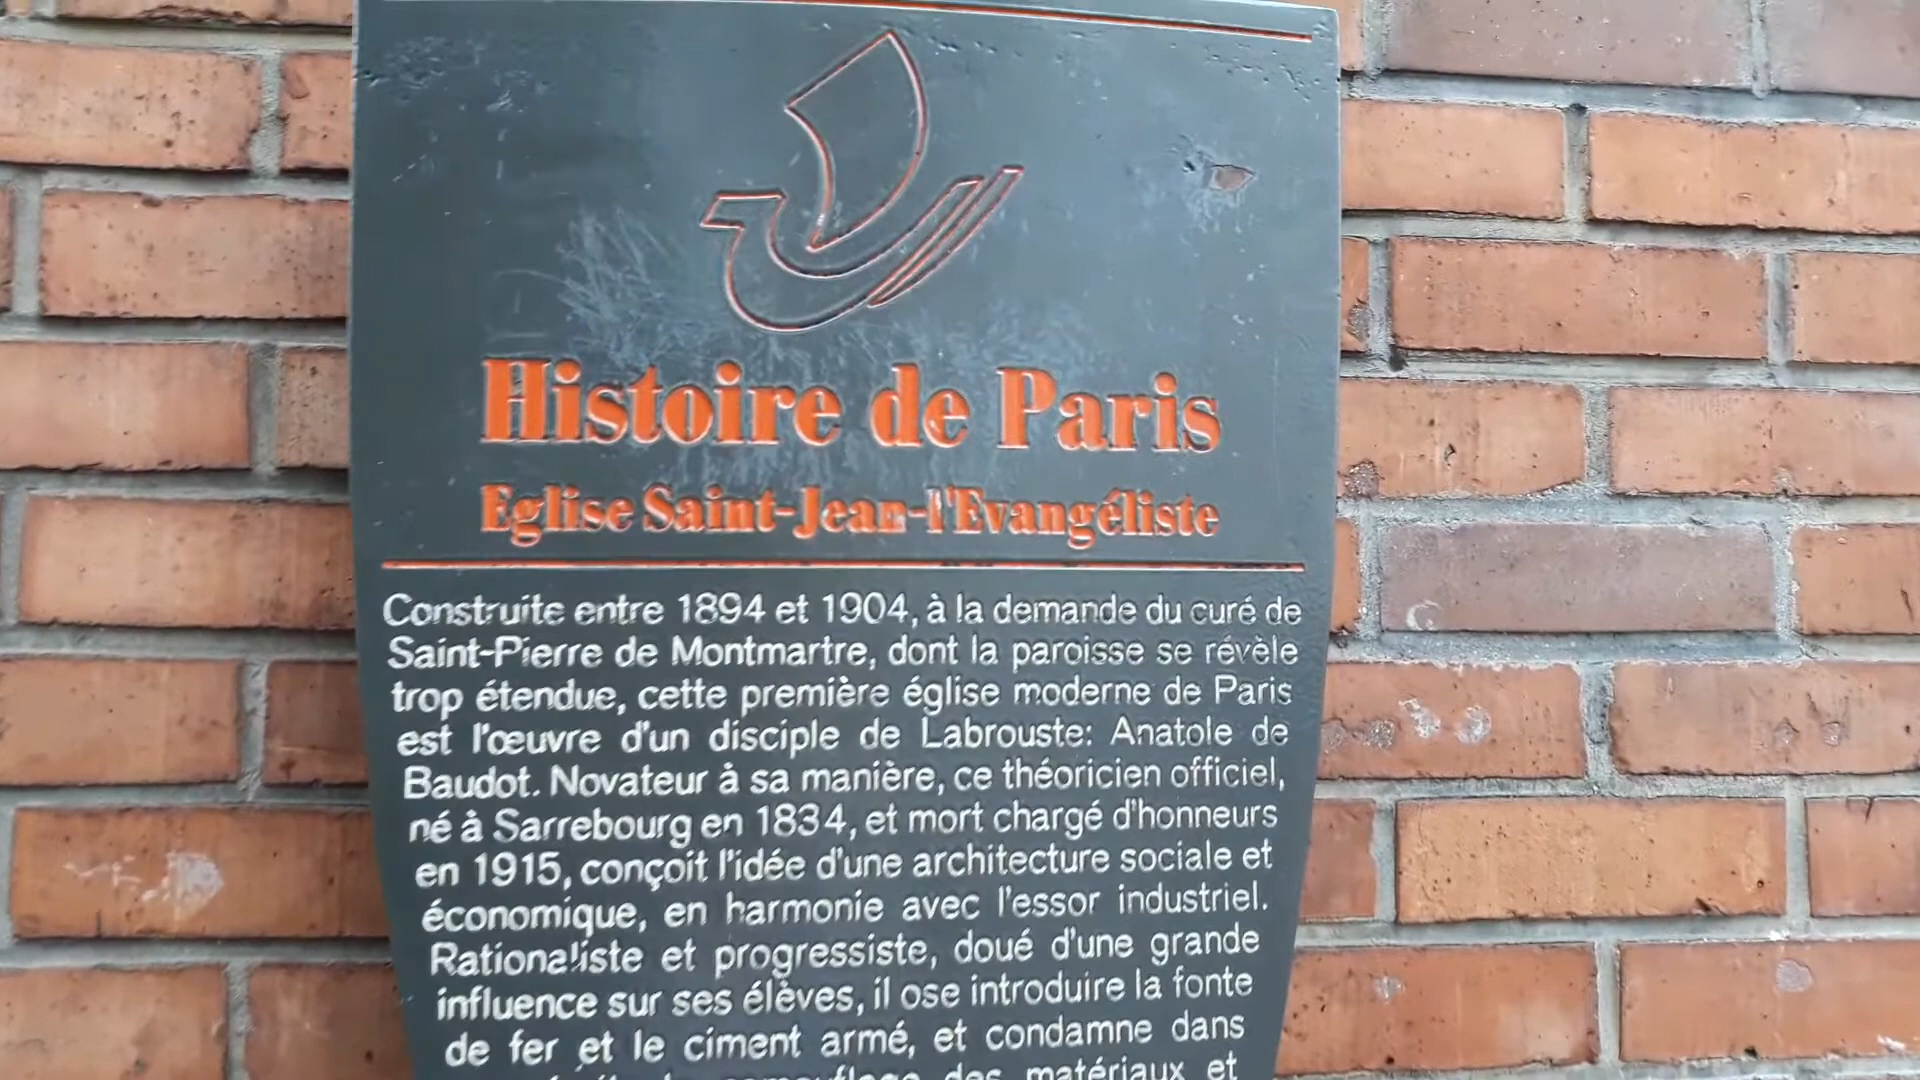 Histoire de Paris
Eglise Saint-Jean-l'Evangéliste
Construite entre 1894 et 1904, à la demande du curé de
Saint-Pierre de Montmartre, dont la paroisse se révèle
trop étendue, cette première église moderne de Paris
est l'œuvre d'un disciple de Labrouste: Anatole de
Baudot. Novateur à sa manière, ce théoricien officiel,
né à Sarrebourg en 1834, et mort chargé d'honneurs
en 1915, conçoit l'idée d'une architecture sociale et
économique, en harmonie avec l'essor industriel.
Rationaliste et progressiste, doué d'une grande
influence sur ses élèves, il ose introduire la fonte
de fer et le ciment armé, et condamne dans
camouflage des matériaux et